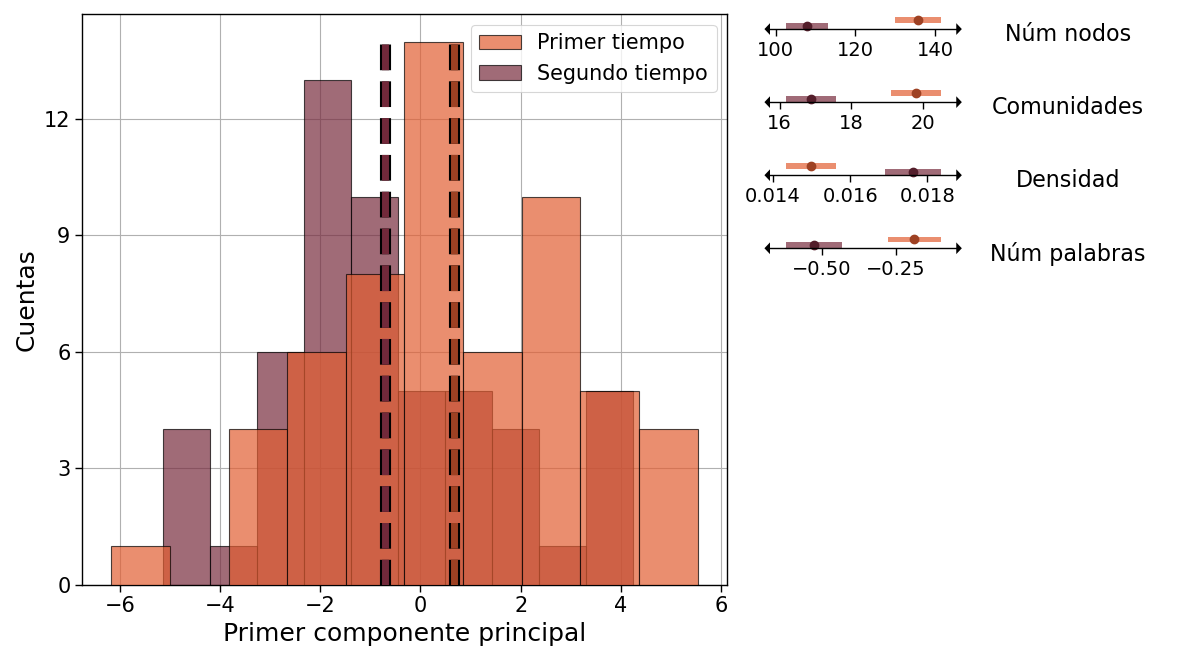 Cuentas
12
9
6
3
0
−6 −4 −2 0 2 4 6
Primer componente principal
Primer tiempo
Segundo tiempo
100 120 140
Núm nodos
16 18 20
Comunidades
0.014 0.016 0.018
Densidad
−0.50 −0.25
Núm palabras